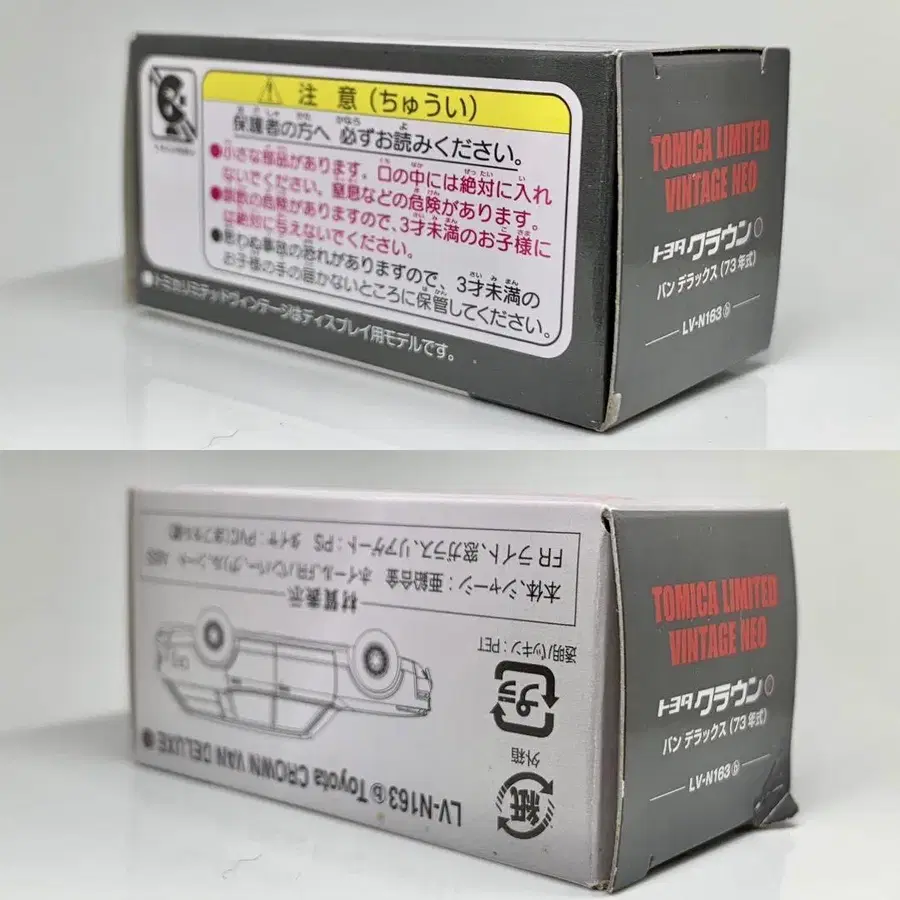 注意（ちゅうい）
保護者の方へ 必ずお読みください。
●小さな部品があります。口の中には絶対に入れ
ないでください。窒息などの危険があります。
●誤飲の危険がありますので、3才未満のお子様に
は絶対に与えないでください。
●思わぬ事故の恐れがありますので、3才未満の
お子様の手の届かないところに保管してください。
●トミカリミテッドヴィンテージはディスプレイ用モデルです。
TOMICA LIMITED
VINTAGE NEO
トヨタ クラウン
バン デラックス（73年式）
LV-N163 ⓑ
LV-N163 ⓑ Toyota CROWN VAN DELUXE
材質表示
本体、シャーシ：亜鉛合金 ホイール、FRバンパー、グリル、シート：ABS
FRライト、窓ガラス、リアゲート：PS タイヤ：PVC
外箱
紙
プラ
透明パッキン：PET
TOMICA LIMITED
VINTAGE NEO
トヨタ クラウン
バン デラックス（73年式）
LV-N163 ⓑ